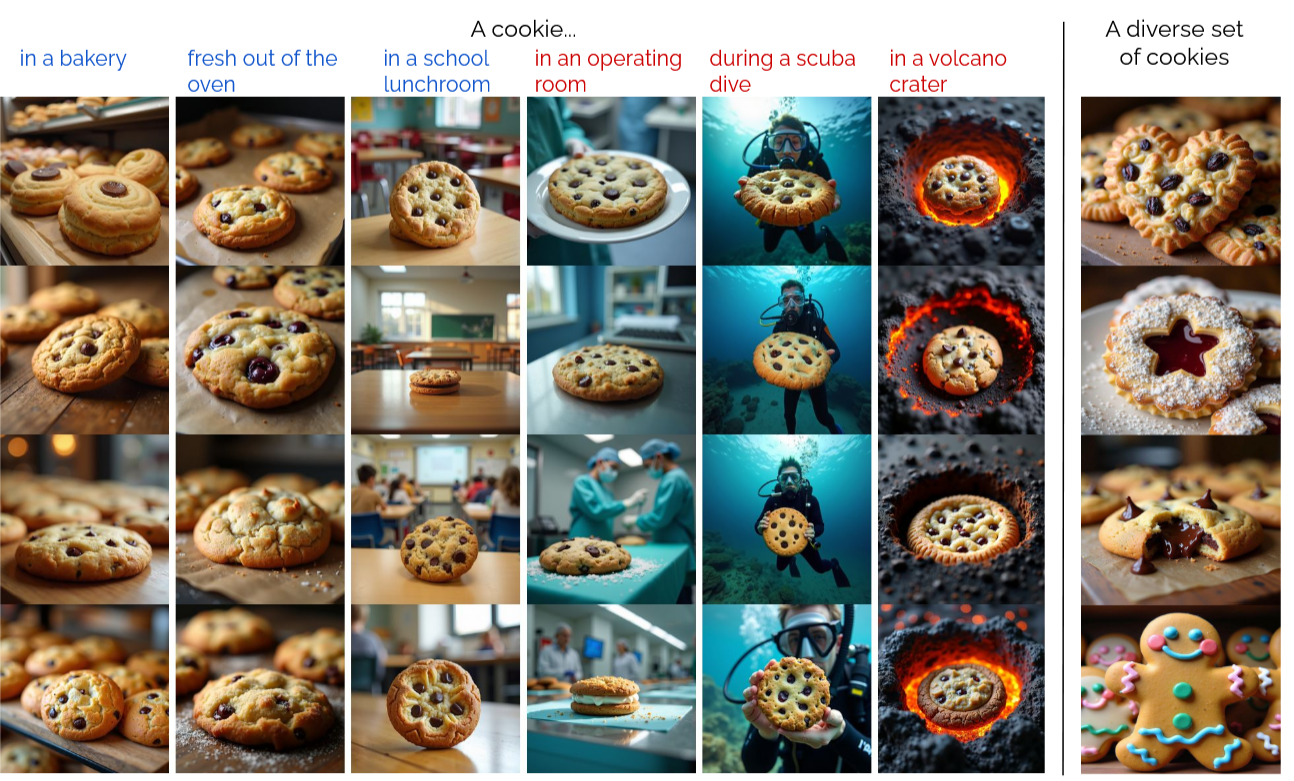 A cookie...
in a bakery
fresh out of the
oven
in a school
lunchroom
in an operating
room
during a scuba
dive
in a volcano
crater
A diverse set
of cookies